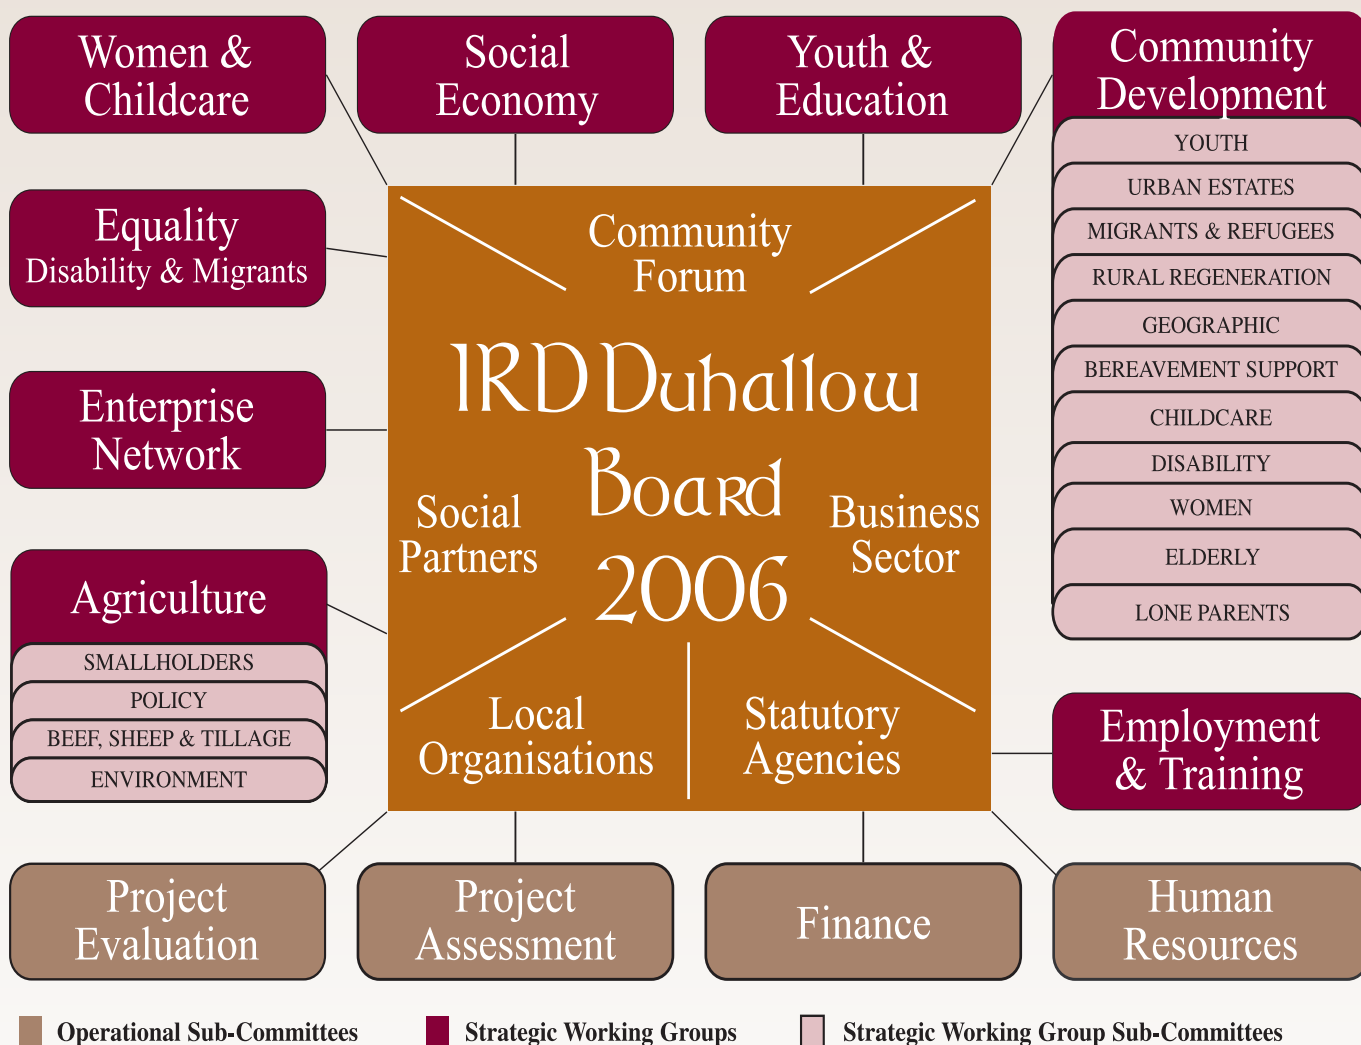 Women &
Childcare
Social
Economy
Youth &
Education
Community
Development
YOUTH
URBAN ESTATES
MIGRANTS & REFUGEES
RURAL REGENERATION
GEOGRAPHIC
BEREAVEMENT SUPPORT
CHILDCARE
DISABILITY
WOMEN
ELDERLY
LONE PARENTS
Equality
Disability & Migrants
Enterprise
Network
Agriculture
SMALLHOLDERS
POLICY
BEEF, SHEEP & TILLAGE
ENVIRONMENT
Community
Forum
IRD Duhallow
Board
2006
Social
Partners
Business
Sector
Local
Organisations
Statutory
Agencies
Employment
& Training
Project
Evaluation
Project
Assessment
Finance
Human
Resources
Operational Sub-Committees
Strategic Working Groups
Strategic Working Group Sub-Committees